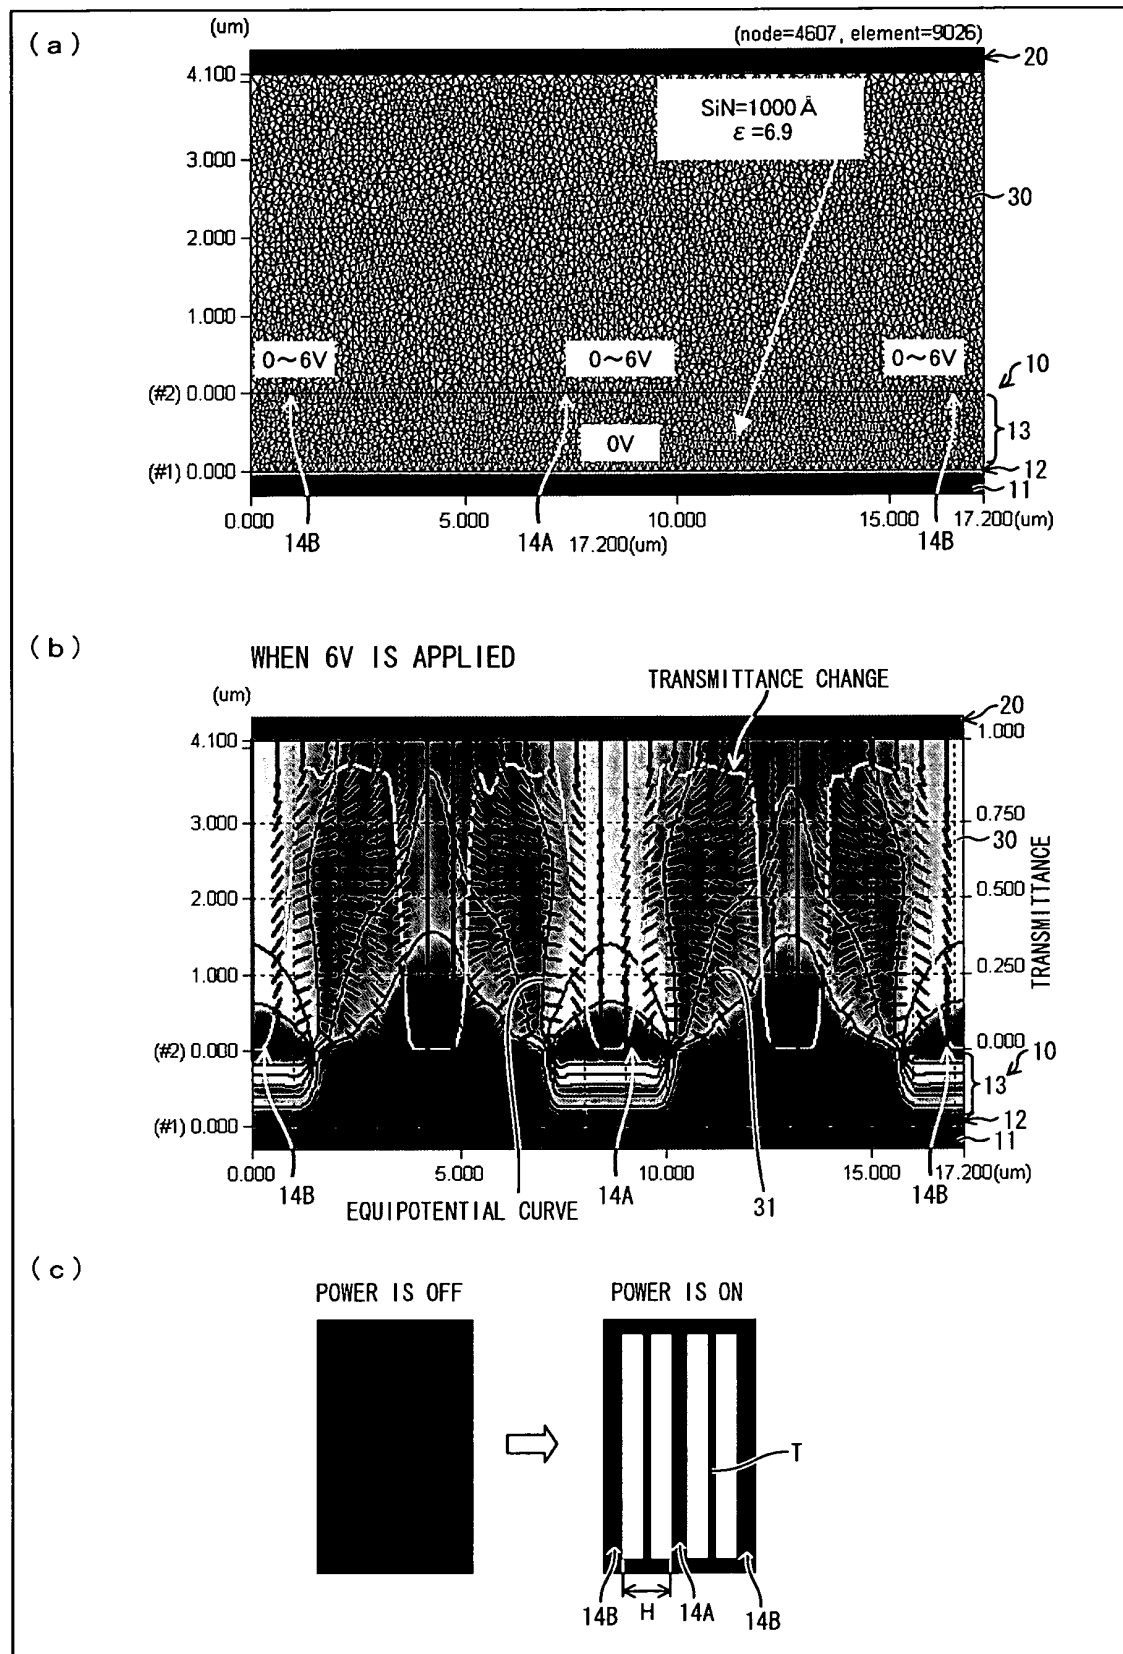 (a)
(um)
(node=4607, element=9026)
20
4.100
SiN=1000Å
ε=6.9
3.000
30
2.000
1.000
0~6V 0~6V 0~6V
10
(#2) 0.000
13
0V
(#1) 0.000
12
11
0.000 5.000 10.000 15.000 17.200(um)
14B 14A 17.200(um) 14B
(b)
WHEN 6V IS APPLIED
TRANSMITTANCE CHANGE
(um)
20
4.100 1.000
3.000 0.750
30
2.000 0.500
TRANSMITTANCE
1.000 0.250
(#2) 0.000 0.000
10
13
(#1) 0.000
12
11
0.000 5.000 10.000 15.000 17.200(um)
14B 14A 31 14B
EQUIPOTENTIAL CURVE
(c)
POWER IS OFF POWER IS ON
T
14B H 14A 14B